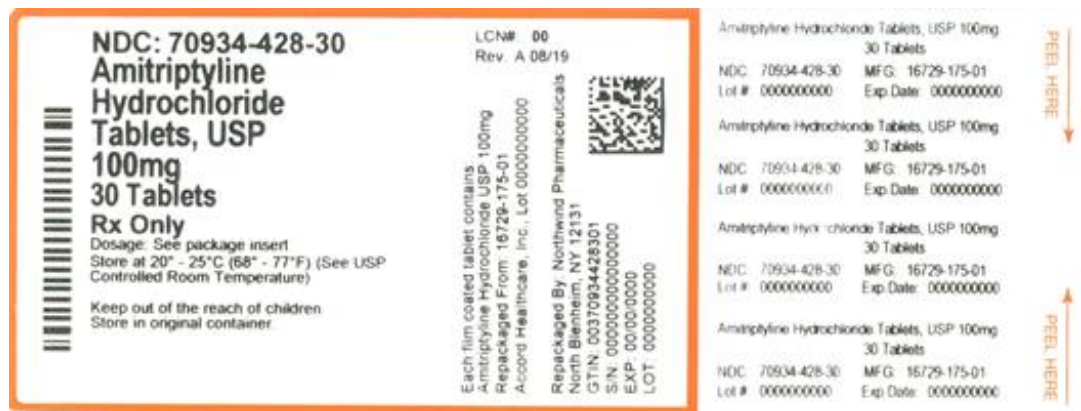 NDC: 70934-428-30
Amitriptyline
Hydrochloride
Tablets, USP
100mg
30 Tablets
Rx Only
Dosage: See package insert
Store at 20° - 25°C (68° - 77°F) (See USP
Controlled Room Temperature)
Keep out of the reach of children
Store in original container
LCN# 00
Rev. A 08/19
Each film coated tablet contains
Amitriptyline Hydrochloride USP 100mg
Repackaged From: 16729-175-01
Accord Healthcare, Inc., Lot 0000000000
Repackaged By: Northwind Pharmaceuticals
North Blenheim, NY 12131
GTIN: 00370934428301
S/N: 00000000000000
EXP: 00/00/0000
LOT: 0000000000
Amitriptyline Hydrochloride Tablets, USP 100mg
30 Tablets
NDC: 70934-428-30 MFG: 16729-175-01
Lot # 0000000000 Exp.Date: 0000000000
Amitriptyline Hydrochloride Tablets, USP 100mg
30 Tablets
NDC: 70934-428-30 MFG: 16729-175-01
Lot # 0000000000 Exp.Date: 0000000000
Amitriptyline Hydrochloride Tablets, USP 100mg
30 Tablets
NDC: 70934-428-30 MFG: 16729-175-01
Lot # 0000000000 Exp.Date: 0000000000
Amitriptyline Hydrochloride Tablets, USP 100mg
30 Tablets
NDC: 70934-428-30 MFG: 16729-175-01
Lot # 0000000000 Exp.Date: 0000000000
PEEL HERE
PEEL HERE